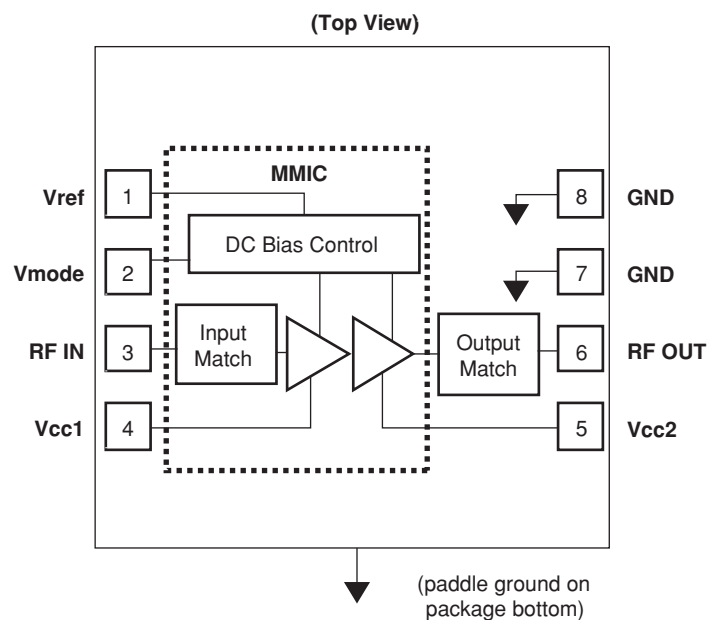 (Top View)
MMIC
Vref
1
8
GND
DC Bias Control
Vmode
2
7
GND
RF IN
3
Input
Match
Output
Match
6
RF OUT
Vcc1
4
5
Vcc2
(paddle ground on
package bottom)